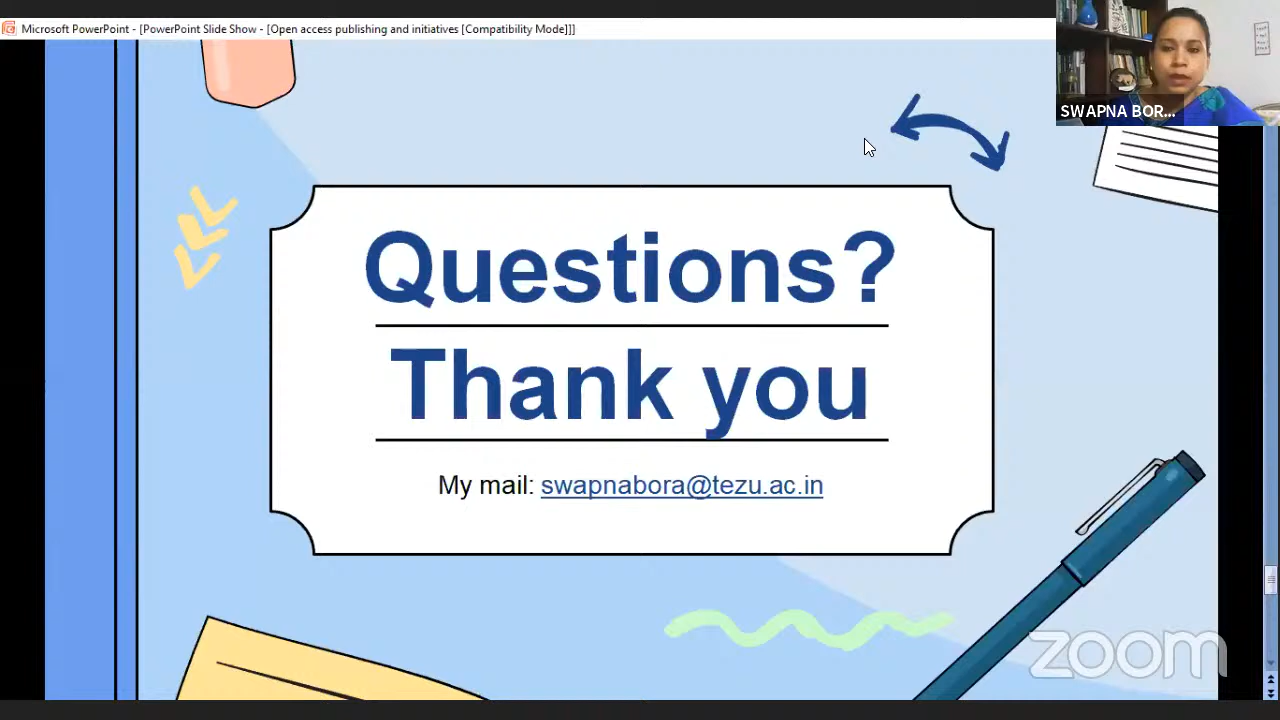 Microsoft PowerPoint - [PowerPoint Slide Show - [Open access publishing and initiatives [Compatibility Mode]]]
SWAPNA BOR...
Questions?
Thank you
My mail: swapnabora@tezu.ac.in
zoom